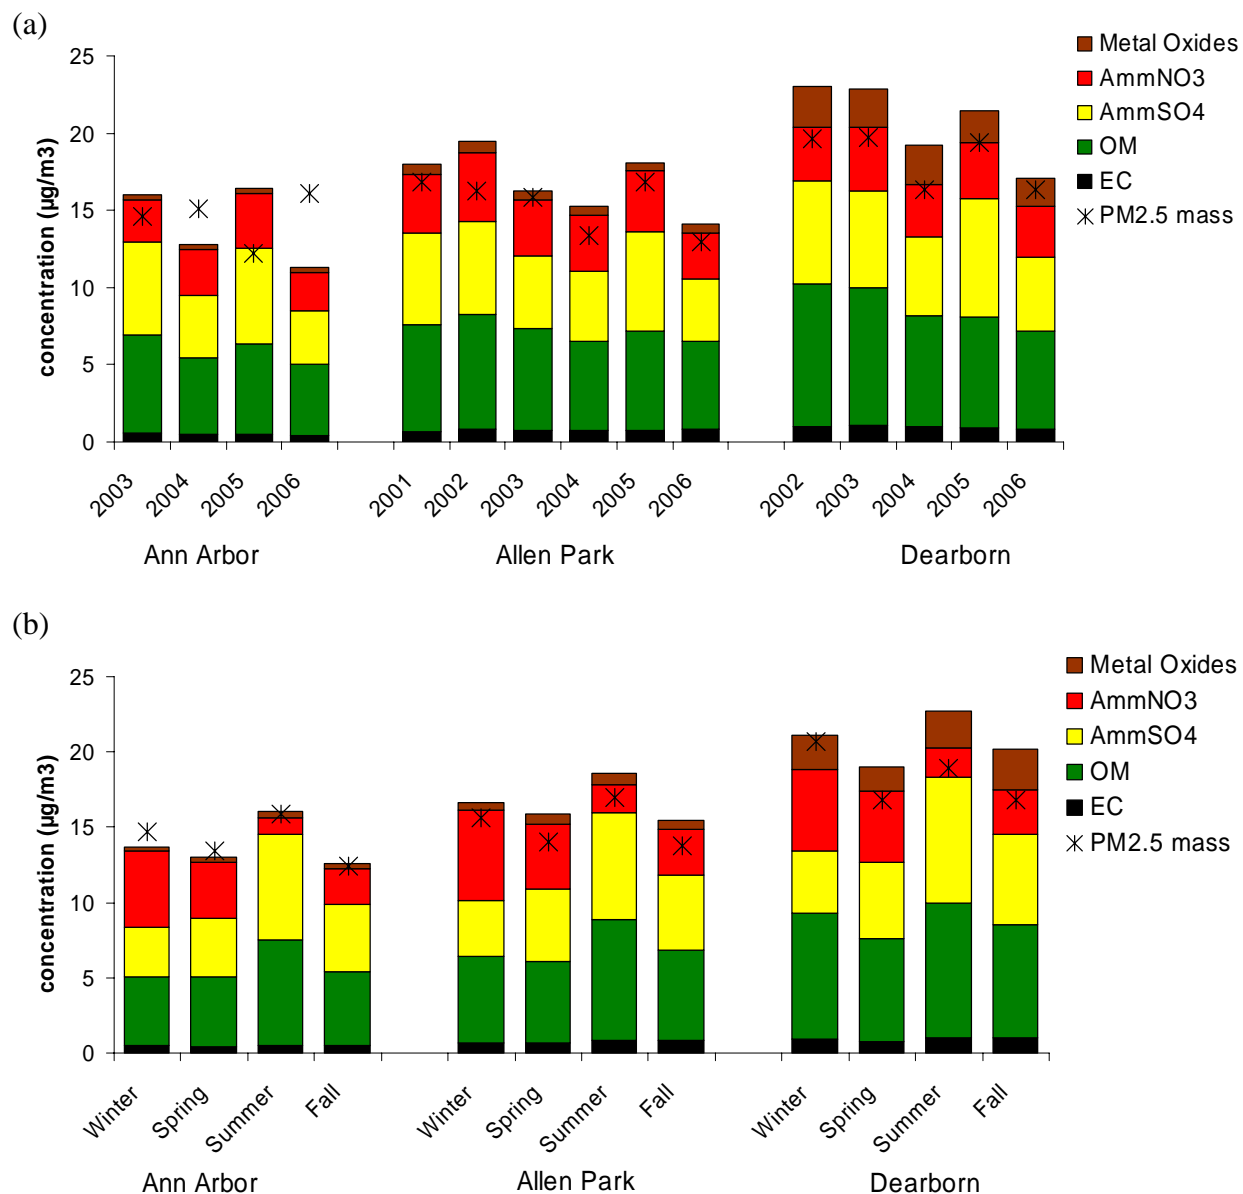 (a)
25
20
15
10
5
0
concentration (µg/m3)
2003 2004 2005 2006 2001 2002 2003 2004 2005 2006 2002 2003 2004 2005 2006
Ann Arbor Allen Park Dearborn
Metal Oxides
AmmNO3
AmmSO4
OM
EC
PM2.5 mass
(b)
25
20
15
10
5
0
concentration (µg/m3)
Winter Spring Summer Fall Winter Spring Summer Fall Winter Spring Summer Fall
Ann Arbor Allen Park Dearborn
Metal Oxides
AmmNO3
AmmSO4
OM
EC
PM2.5 mass